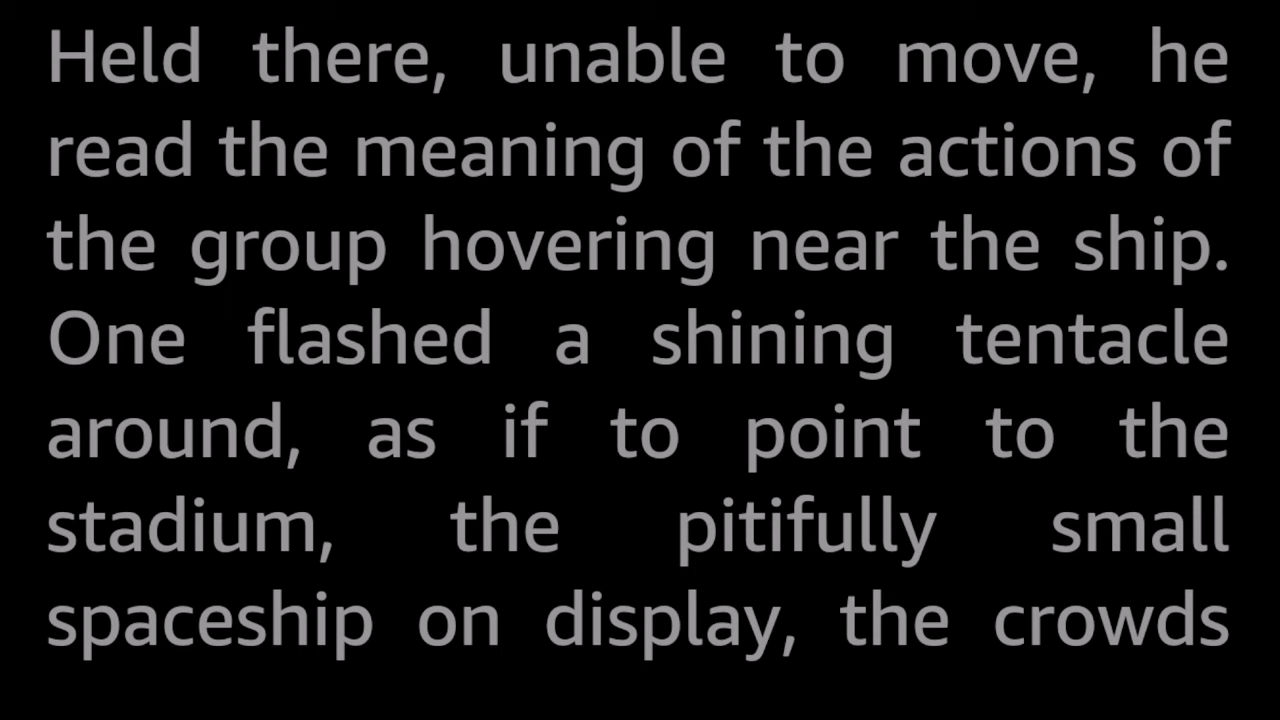 Held there, unable to move, he
read the meaning of the actions of
the group hovering near the ship.
One flashed a shining tentacle
around, as if to point to the
stadium, the pitifully small
spaceship on display, the crowds